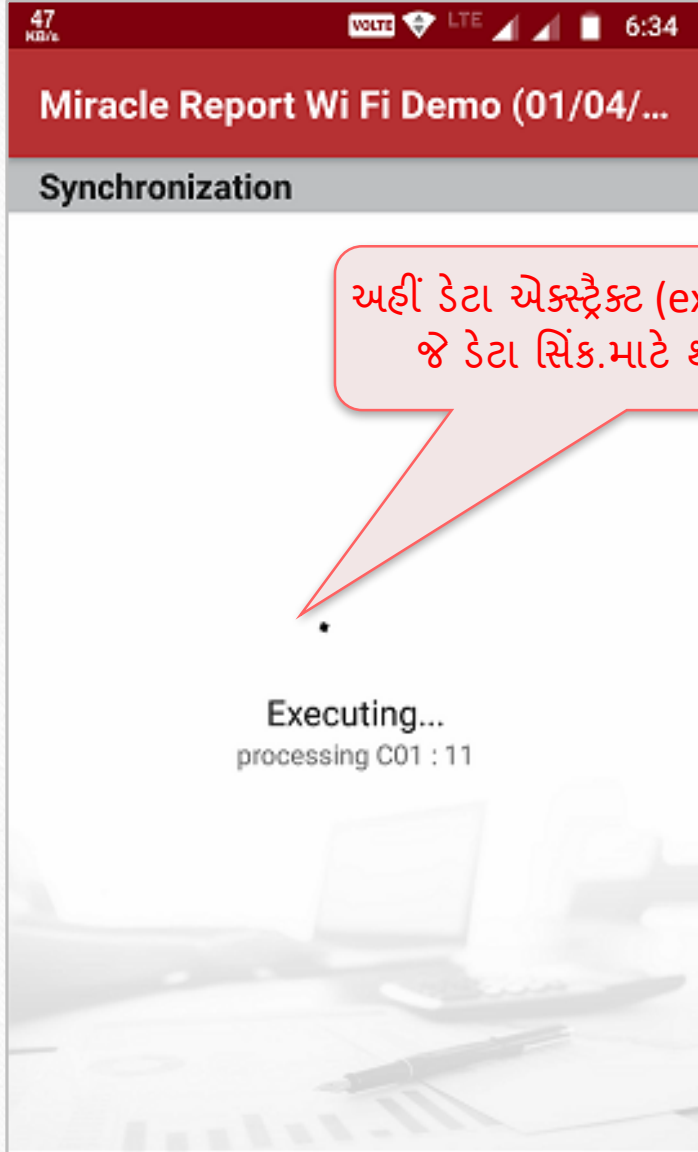 47
KB/s
VOLTE LTE 6:34
Miracle Report Wi Fi Demo (01/04/...
Synchronization
અહીં ડેટા એક્સ્ટ્રૅક્ટ (ex
જે ડેટા સિંક.માટે
Executing...
processing C01 : 11